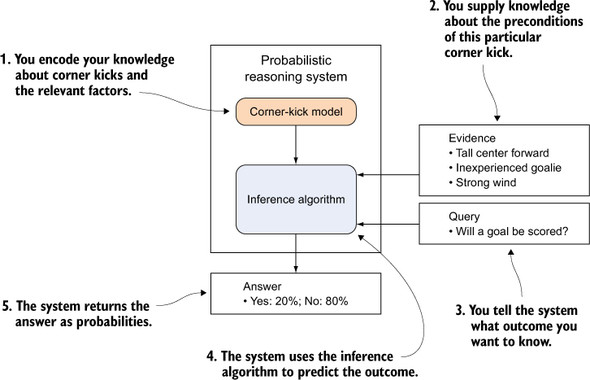 1. You encode your knowledge
about corner kicks and
the relevant factors.
Probabilistic
reasoning system
Corner-kick model
Inference algorithm
2. You supply knowledge
about the preconditions
of this particular
corner kick.
Evidence
• Tall center forward
• Inexperienced goalie
• Strong wind
Query
• Will a goal be scored?
3. You tell the system
what outcome you
want to know.
4. The system uses the inference
algorithm to predict the outcome.
Answer
• Yes: 20%; No: 80%
5. The system returns the
answer as probabilities.